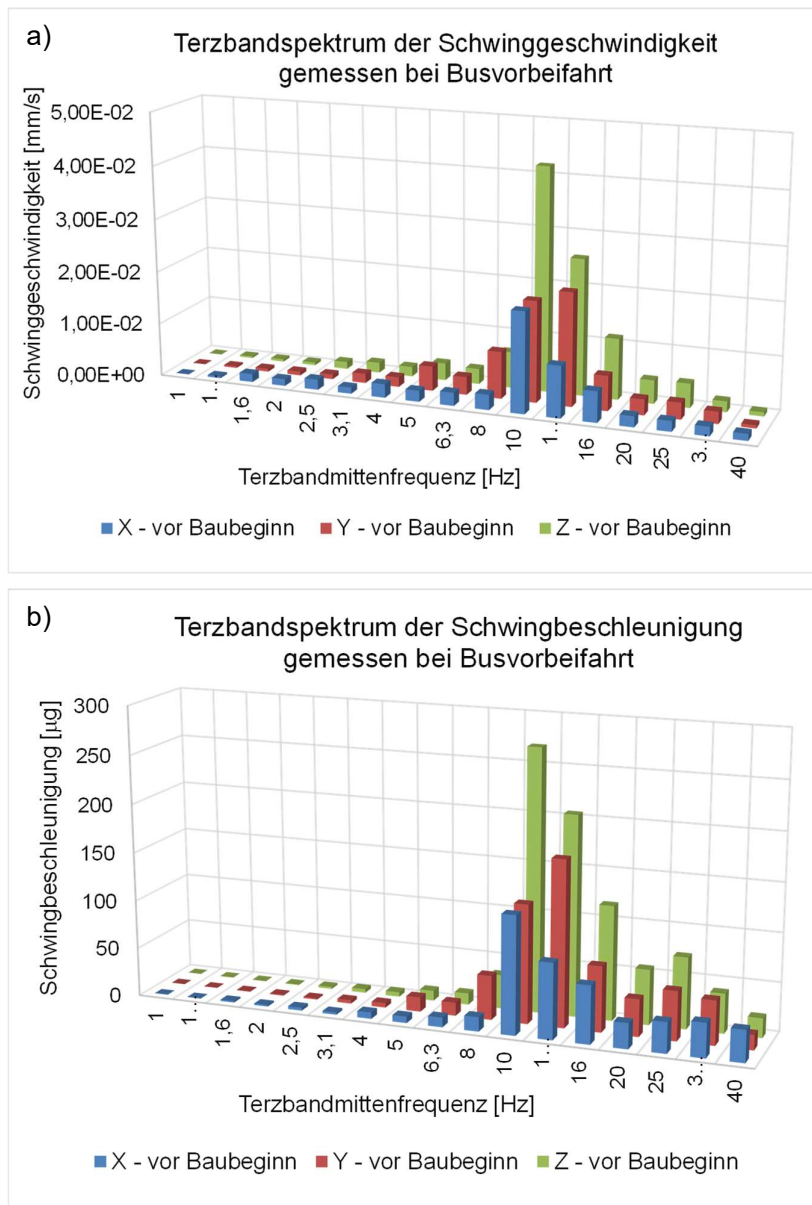 a)
Terzbandspektrum der Schwinggeschwindigkeit
gemessen bei Busvorbeifahrt
Schwinggeschwindigkeit [mm/s]
5,00E-02
4,00E-02
3,00E-02
2,00E-02
1,00E-02
0,00E+00
1
1…
1,6
2
2,5
3,1
4
5
6,3
8
10
1…
16
20
25
3…
40
Terzbandmittenfrequenz [Hz]
X - vor Baubeginn Y - vor Baubeginn Z - vor Baubeginn
b)
Terzbandspektrum der Schwingbeschleunigung
gemessen bei Busvorbeifahrt
Schwingbeschleunigung [µg]
300
250
200
150
100
50
0
1
1…
1,6
2
2,5
3,1
4
5
6,3
8
10
1…
16
20
25
3…
40
Terzbandmittenfrequenz [Hz]
X - vor Baubeginn Y - vor Baubeginn Z - vor Baubeginn